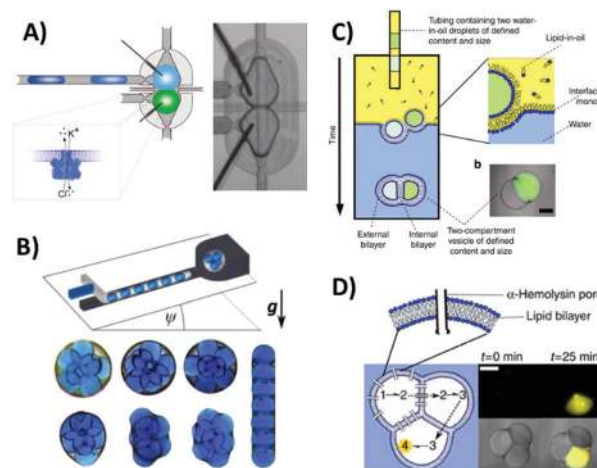 A)
K⁺
Cl⁻
B)
ψ
g
C)
Tubing containing two water-
in-oil droplets of defined
content and size
Time
Lipid-in-oil
Interface
mono
Water
b
External
bilayer
Internal
bilayer
Two-compartment
vesicle of defined
content and size
D)
α-Hemolysin por
Lipid bilayer
t=0 min
t=25 min
1
2
2
3
3
4